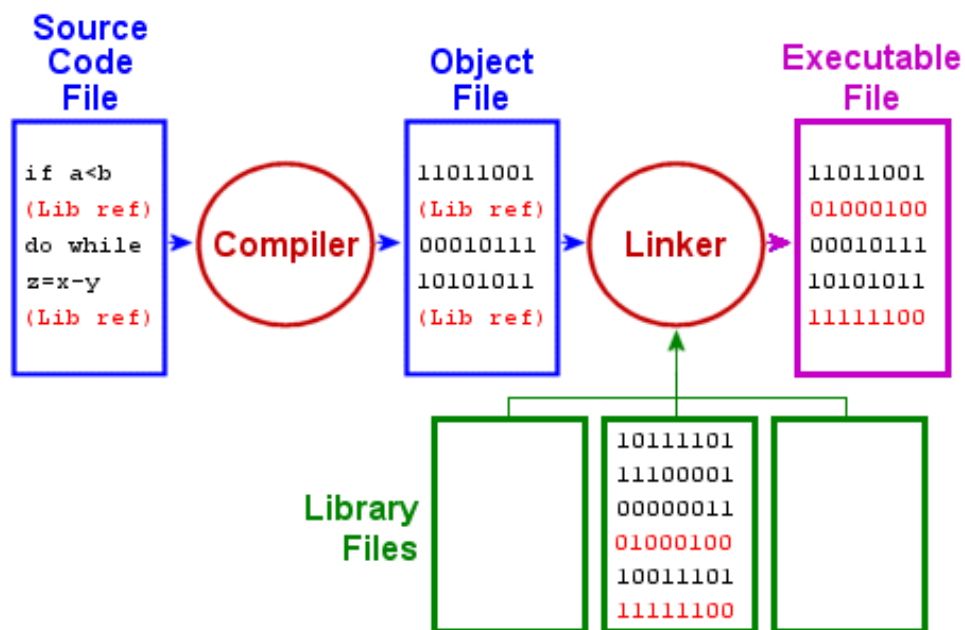 Source
Code
File
if a<b
(Lib ref)
do while
z=x-y
(Lib ref)
Compiler
Object
File
11011001
(Lib ref)
00010111
10101011
(Lib ref)
Linker
Executable
File
11011001
01000100
00010111
10101011
11111100
Library
Files
10111101
11100001
00000011
01000100
10011101
11111100